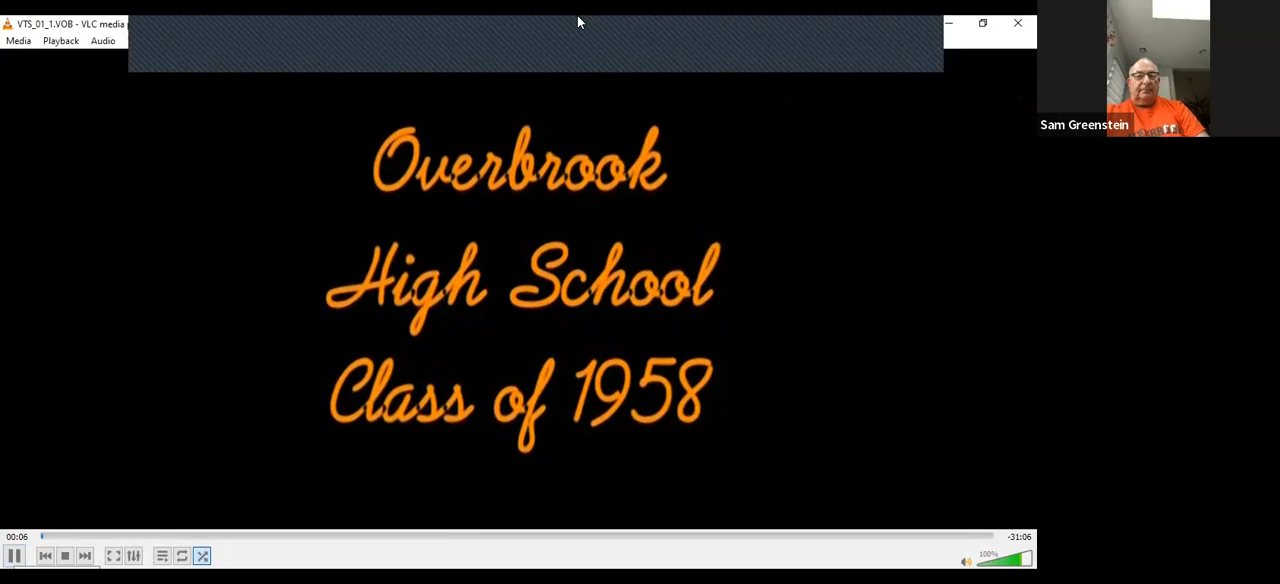 VTS_01_1.VOB - VLC media
Media Playback Audio
Overbrook
High School
Class of 1958
Sam Greenstein
00:06
-31:06
100%